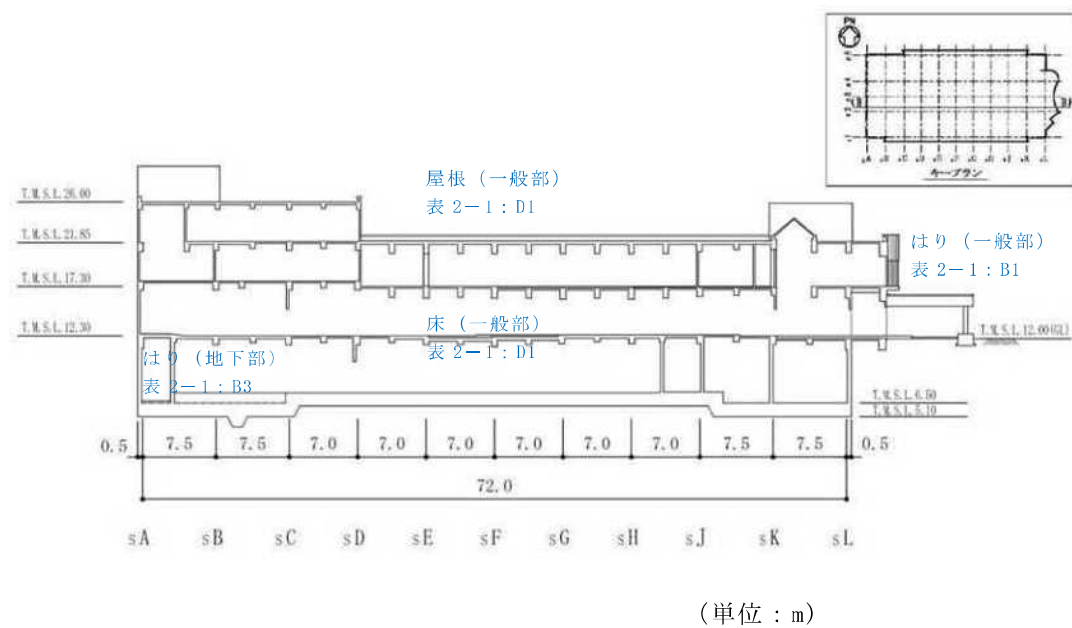 キープラン
屋根（一般部）
表 2－1：D1
T.M.S.L.26.00
T.M.S.L.21.85
はり（一般部）
表 2－1：B1
T.M.S.L.17.30
T.M.S.L.12.30
床（一般部）
表 2－1：D1
T.M.S.L.12.00(GL)
はり（地下部）
表 2－1：B3
T.M.S.L.6.50
T.M.S.L.5.10
0.5 7.5 7.5 7.0 7.0 7.0 7.0 7.0 7.0 7.5 7.5 0.5
72.0
sA sB sC sD sE sF sG sH sJ sK sL
（単位：m）